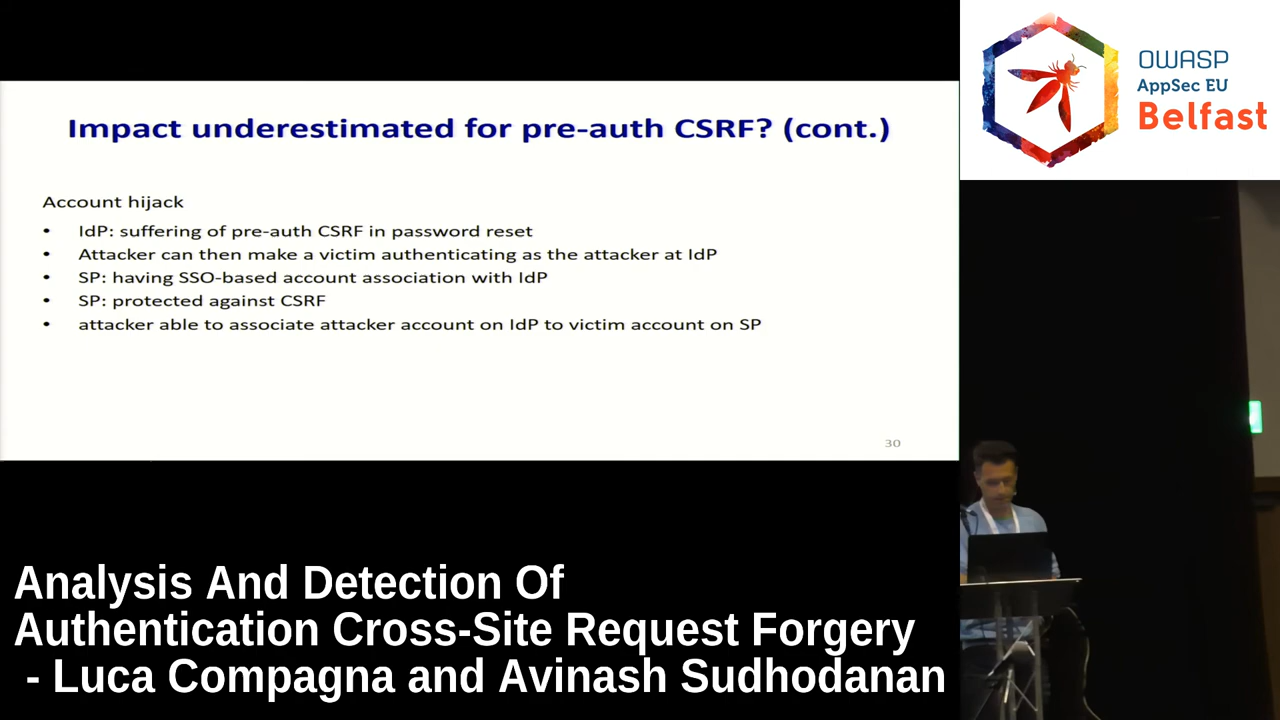 Impact underestimated for pre-auth CSRF? (cont.)
Account hijack
• IdP: suffering of pre-auth CSRF in password reset
• Attacker can then make a victim authenticating as the attacker at IdP
• SP: having SSO-based account association with IdP
• SP: protected against CSRF
• attacker able to associate attacker account on IdP to victim account on SP
30
OWASP
AppSec EU
Belfast
Analysis And Detection Of
Authentication Cross-Site Request Forgery
- Luca Compagna and Avinash Sudhodanan